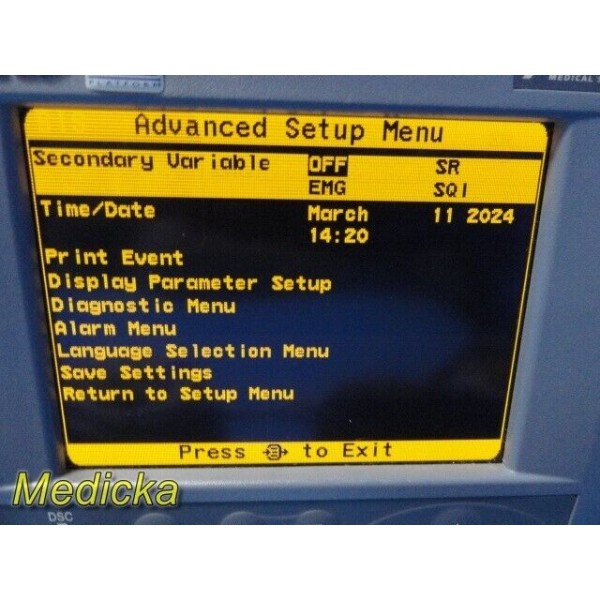 PLATFORM
MEDICAL
Advanced Setup Menu
Secondary Variable OFF SR
EMG SQI
Time/Date March 11 2024
14:20
Print Event
Display Parameter Setup
Diagnostic Menu
Alarm Menu
Language Selection Menu
Save Settings
Return to Setup Menu
Press to Exit
Medicka
DSC